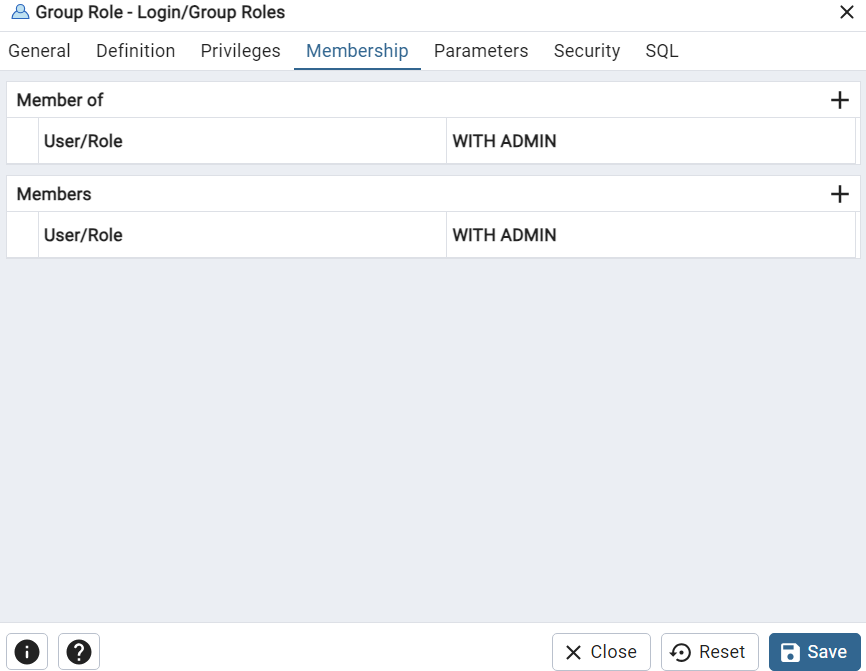 Group Role - Login/Group Roles
General Definition Privileges Membership Parameters Security SQL
Member of
User/Role WITH ADMIN
Members
User/Role WITH ADMIN
Close Reset Save